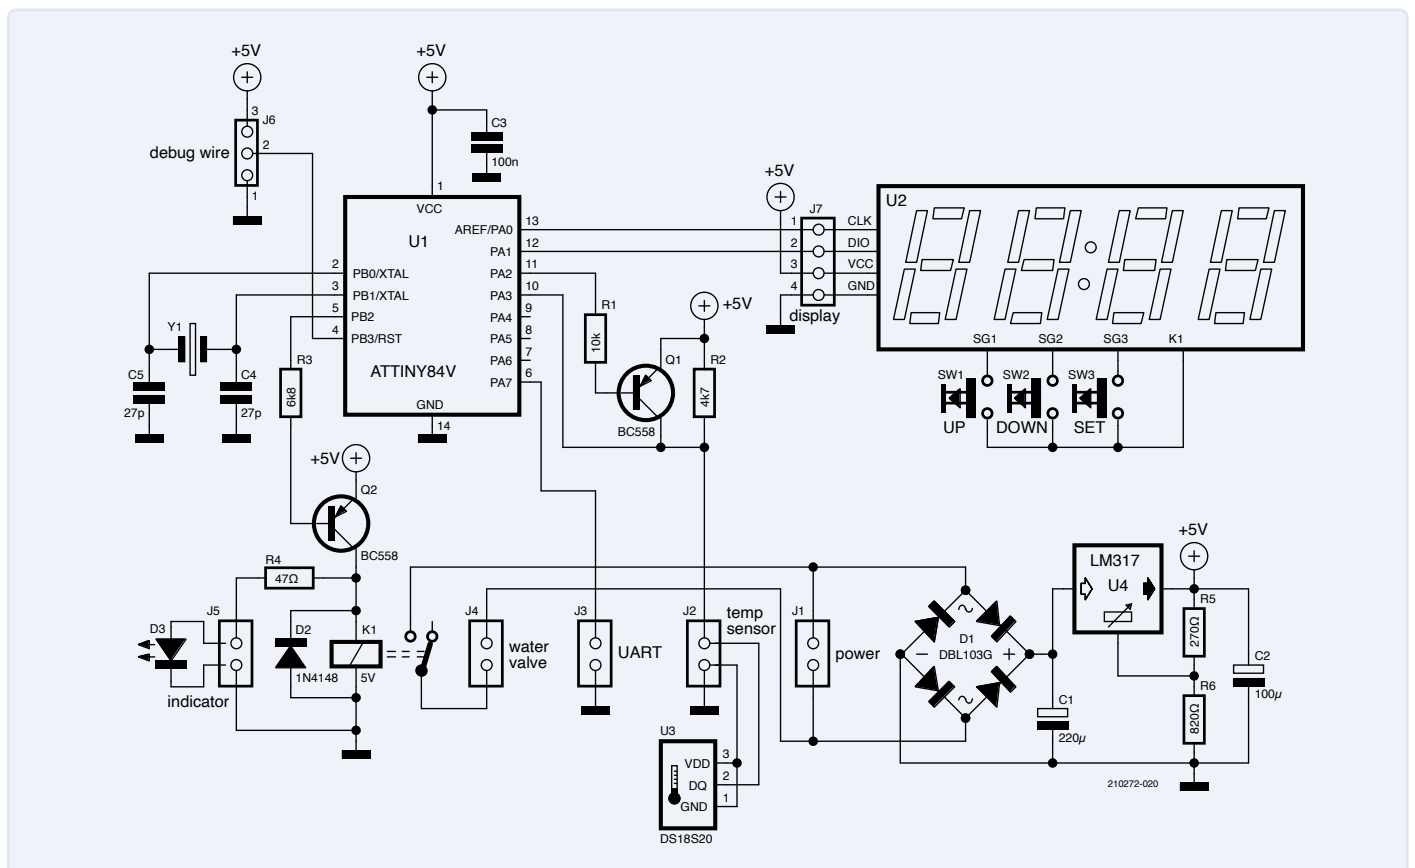 +5V
3
J6
debug wire
2
1
+5V
C3
100n
1
VCC
U1
ATTINY84V
GND
14
2
PB0/XTAL
3
PB1/XTAL
5
PB2
4
PB3/RST
AREF/PA0
13
PA1
12
PA2
11
PA3
10
PA4
9
PA5
8
PA6
7
PA7
6
Y1
C5
27p
C4
27p
R3
6k8
R1
10k
Q1
BC558
+5V
R2
4k7
+5V
J7
1
2
3
4
display
U2
CLK
DIO
VCC
GND
SG1
SG2
SG3
K1
SW1
SW2
SW3
UP
DOWN
SET
+5V
Q2
BC558
R4
47Ω
J5
D3
indicator
D2
1N4148
K1
5V
J4
water
valve
J3
UART
J2
temp
sensor
J1
power
U3
VDD
3
DQ
2
GND
1
DS18S20
~
D1
DBL103G
–
+
~
C1
220µ
LM317
U4
+5V
R5
270Ω
R6
820Ω
C2
100µ
210272-020